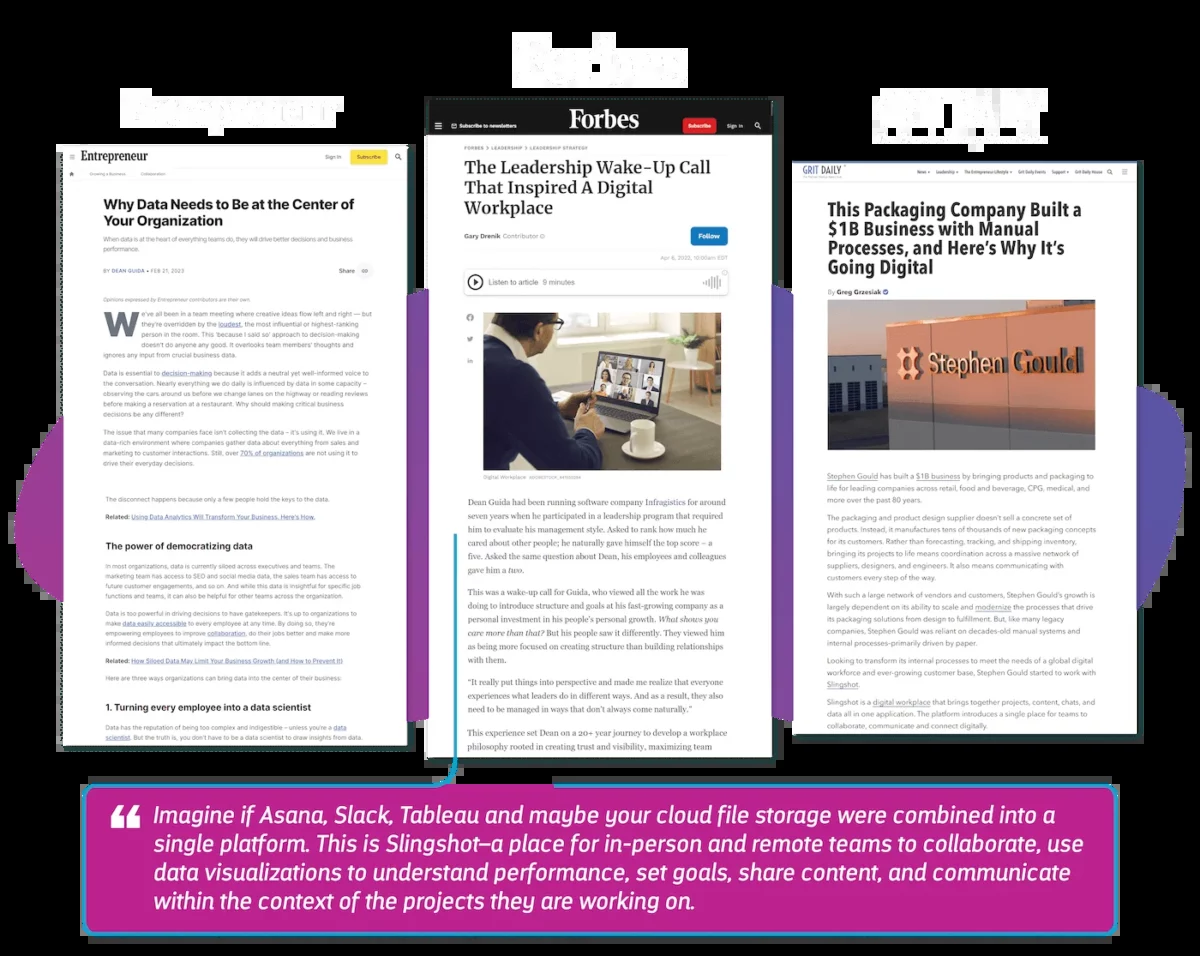 Entrepreneur
Sign In
Subscribe
Growing a Business
Collaboration
Why Data Needs to Be at the Center of
Your Organization
When data is at the heart of everything teams do, they will drive better decisions and business
performance.
BY DEAN GUIDA • FEB 27, 2023
Share
Opinions expressed by Entrepreneur contributors are their own.
We've all been in a team meeting where creative ideas flow left and right — but
they're overridden by the loudest, the most influential or highest-ranking
person in the room. This 'because I said so' approach to decision-making
doesn't do anyone any good. It overlooks team members' thoughts and
ignores any input from crucial business data.
Data is essential to decision-making because it adds a neutral yet well-informed voice to
the conversation. Nearly everything we do daily is influenced by data in some capacity –
observing the cars around us before we change lanes on the highway or reading reviews
before making a reservation at a restaurant. Why should making critical business
decisions be any different?
The issue that many companies face isn't collecting the data – it's using it. We live in a
data-rich environment where companies gather data about everything from sales and
marketing to customer interactions. Still, over 70% of organizations are not using it to
drive their everyday decisions.
The disconnect happens because only a few people hold the keys to the data.
Related: Using Data Analytics Will Transform Your Business. Here's How.
The power of democratizing data
In most organizations, data is currently siloed across executives and teams. The
marketing team has access to SEO and social media data, the sales team has access to
future customer engagements, and so on. And while this data is insightful for specific job
functions and teams, it can also be helpful for other teams across the organization.
Data is too powerful in driving decisions to have gatekeepers. It's up to organizations to
make data easily accessible to every employee at any time. By doing so, they're
empowering employees to improve collaboration, do their jobs better and make more
informed decisions that ultimately impact the bottom line.
Related: How Siloed Data May Limit Your Business Growth (and How to Prevent It)
Here are three ways organizations can bring data into the center of their business:
1. Turning every employee into a data scientist
Data has the reputation of being too complex and indigestible – unless you're a data
scientist. But the truth is, you don't have to be a data scientist to draw insights from data.
Subscribe to newsletters
Forbes
Subscribe
Sign In
FORBES > LEADERSHIP > LEADERSHIP STRATEGY
The Leadership Wake-Up Call
That Inspired A Digital
Workplace
Gary Drenik Contributor
Follow
Apr 6, 2022, 10:00am EDT
Listen to article 9 minutes
Digital Workplace
Dean Guida had been running software company Infragistics for around
seven years when he participated in a leadership program that required
him to evaluate his management style. Asked to rank how much he
cared about other people; he naturally gave himself the top score – a
five. Asked the same question about Dean, his employees and colleagues
gave him a two.
This was a wake-up call for Guida, who viewed all the work he was
doing to introduce structure and goals at his fast-growing company as a
personal investment in his people's personal growth. What shows you
care more than that? But his people saw it differently. They viewed him
as being more focused on creating structure than building relationships
with them.
"It really put things into perspective and made me realize that everyone
experiences what leaders do in different ways. And as a result, they also
need to be managed in ways that don't always come naturally."
This experience set Dean on a 20+ year journey to develop a workplace
philosophy rooted in creating trust and visibility, maximizing team
GRIT DAILY
News
Leadership
The Entrepreneur Lifestyle
Grit Daily Events
Support
Grit Daily House
This Packaging Company Built a
$1B Business with Manual
Processes, and Here's Why It's
Going Digital
By Greg Grzesiak
Stephen Gould
Stephen Gould has built a $1B business by bringing products and packaging to
life for leading companies across retail, food and beverage, CPG, medical, and
more over the past 80 years.
The packaging and product design supplier doesn't sell a concrete set of
products. Instead, it manufactures tens of thousands of new packaging concepts
for its customers. Rather than forecasting, tracking, and shipping inventory,
bringing its projects to life means coordination across a massive network of
suppliers, designers, and engineers. It also means communicating with
customers every step of the way.
With such a large network of vendors and customers, Stephen Gould's growth is
largely dependent on its ability to scale and modernize the processes that drive
its packaging solutions from design to fulfillment. But, like many legacy
companies, Stephen Gould was reliant on decades-old manual systems and
internal processes–primarily driven by paper.
Looking to transform its internal processes to meet the needs of a global digital
workforce and ever-growing customer base, Stephen Gould started to work with
Slingshot.
Slingshot is a digital workplace that brings together projects, content, chats, and
data all in one application. The platform introduces a single place for teams to
collaborate, communicate and connect digitally.
“ Imagine if Asana, Slack, Tableau and maybe your cloud file storage were combined into a
single platform. This is Slingshot–a place for in-person and remote teams to collaborate, use
data visualizations to understand performance, set goals, share content, and communicate
within the context of the projects they are working on.